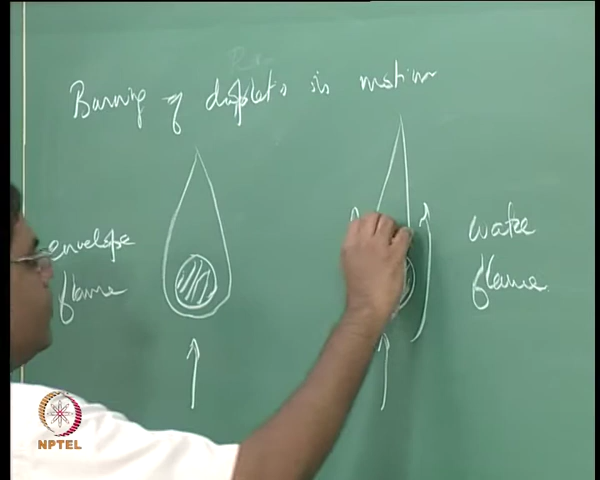 Burning of droplets in motion
envelope
flame
wake
flame
NPTEL